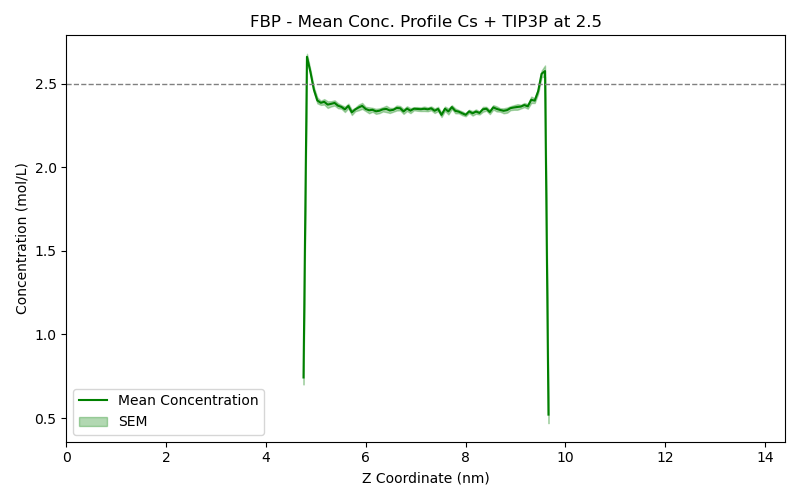 FBP - Mean Conc. Profile Cs + TIP3P at 2.5
Concentration (mol/L)
2.5
2.0
1.5
1.0
0.5
Mean Concentration
SEM
0 2 4 6 8 10 12 14
Z Coordinate (nm)